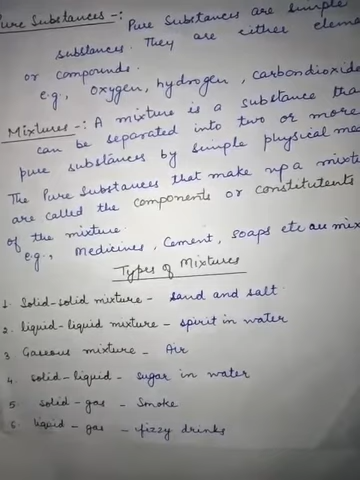 Pure Substances -: Pure Substances are simple
substances. They are either eleme
or compounds.
e.g., oxygen, hydrogen, carbondioxide
Mixtures -: A mixture is a substance tha
can be separated into two or more
pure substances by simple physical
The Pure Substances that make up a mixtu
are called the components or constitutents
of the mixture.
e.g., Medicines, Cement, soaps etc au mix
Types of Mixtures
1. Solid-solid mixture - sand and salt.
2. liquid-liquid mixture - spirit in water
3 Gaseous mixture - Air
4. solid-liquid - sugar in water
5. solid-gas - Smoke
6. liquid-gas - fizzy drinks